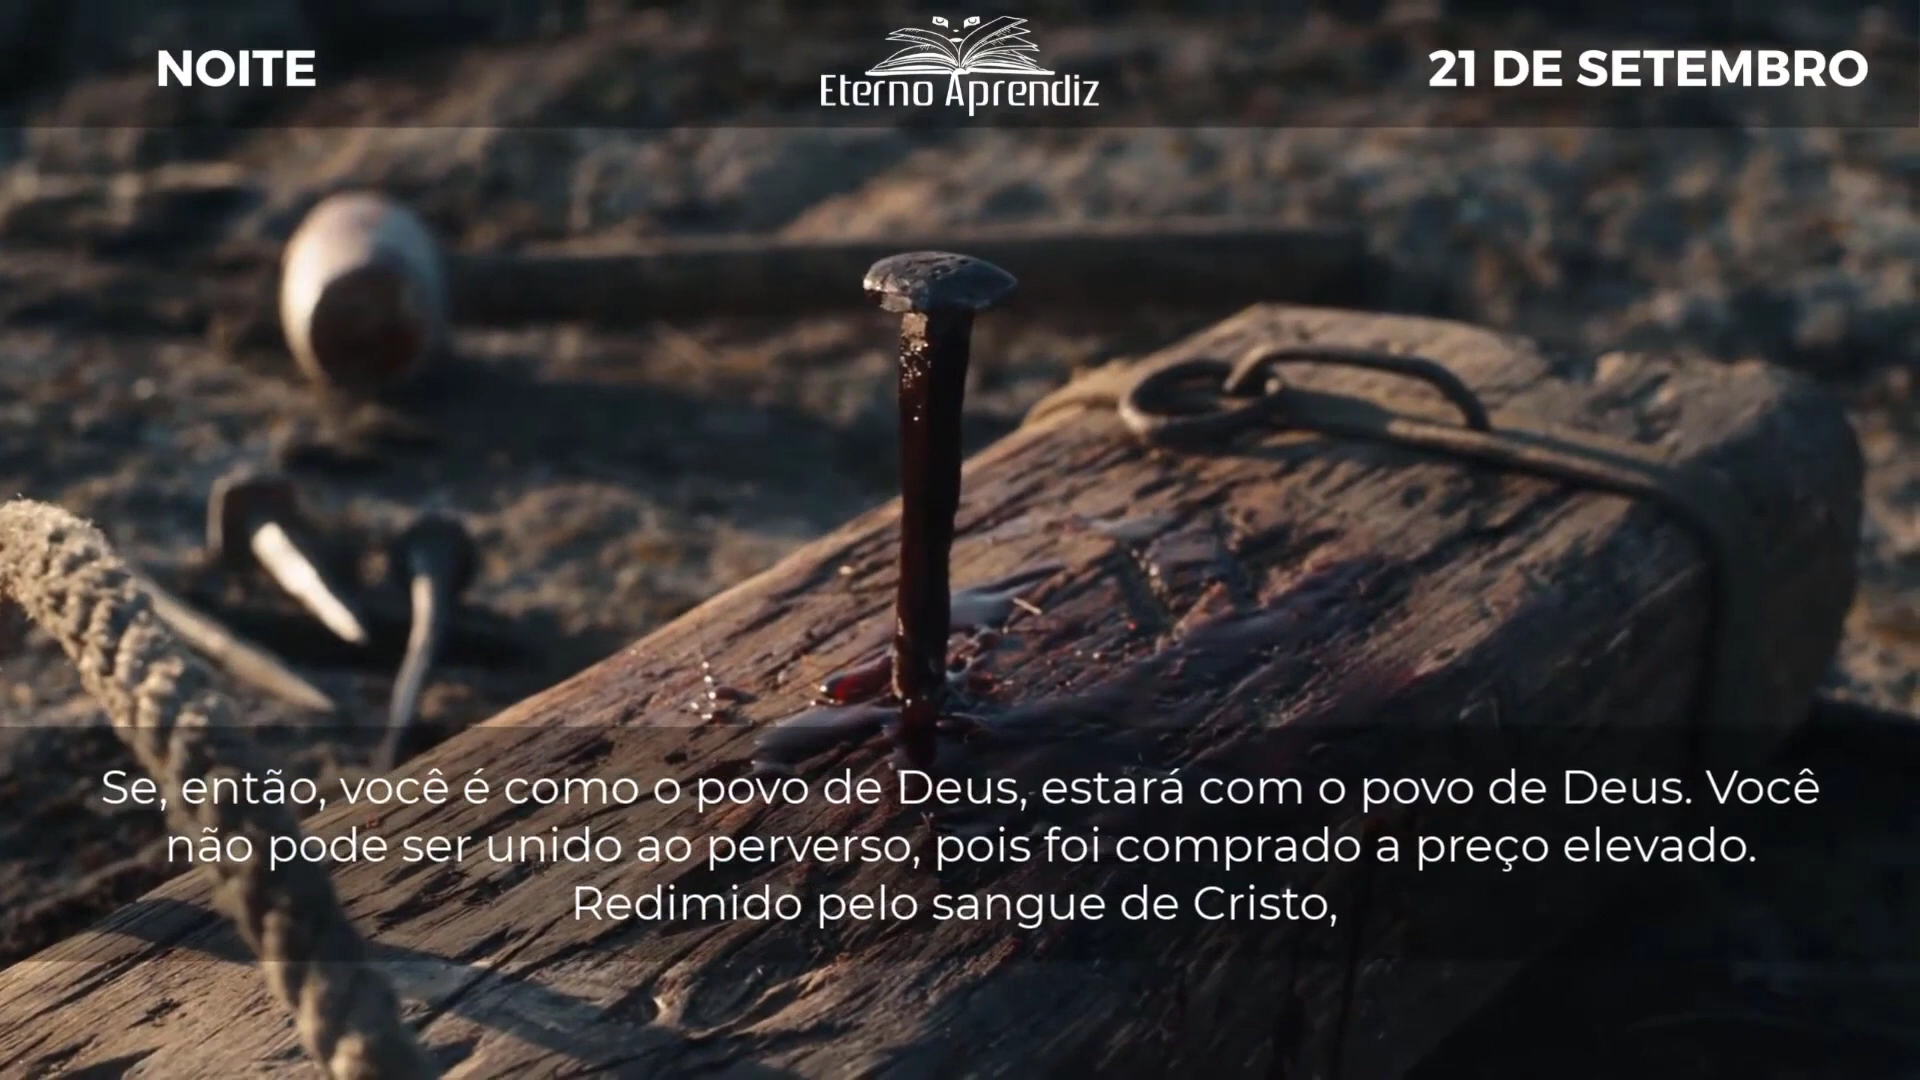 NOITE
Eterno Aprendiz
21 DE SETEMBRO
Se, então, você é como o povo de Deus, estará com o povo de Deus. Você
não pode ser unido ao perverso, pois foi comprado a preço elevado.
Redimido pelo sangue de Cristo,